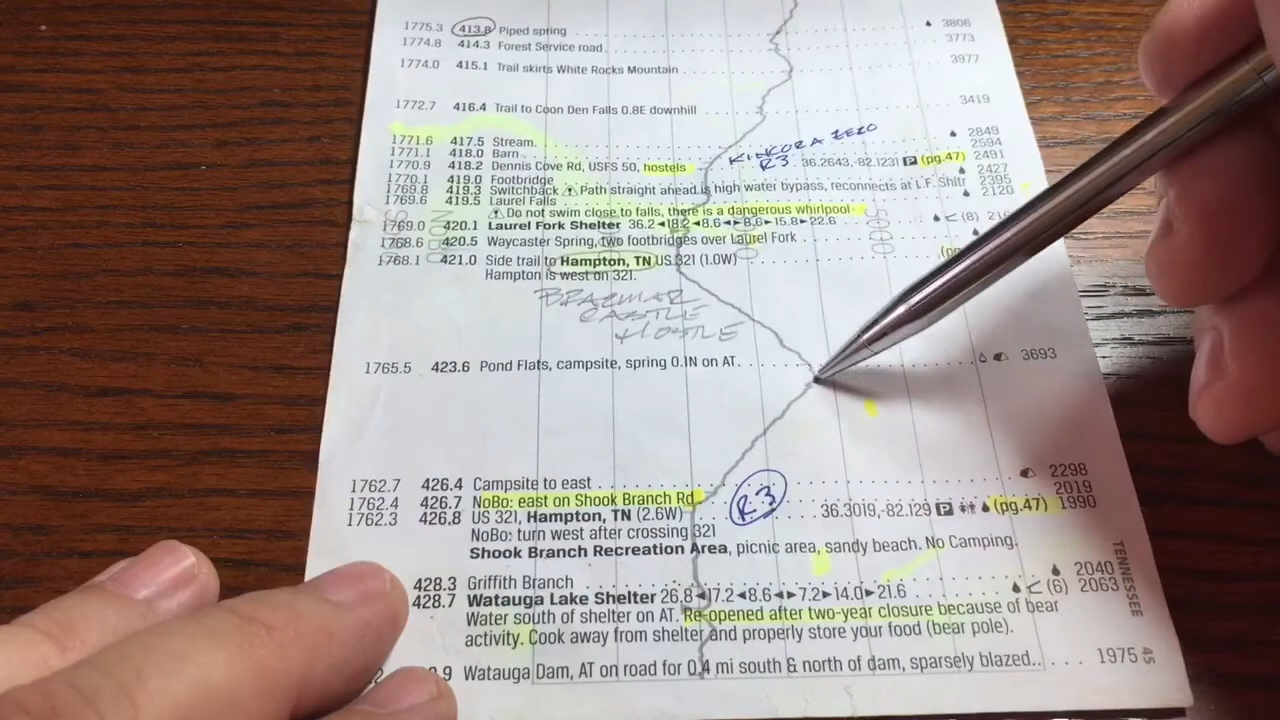 1775.3 413.8 Piped spring 3806
1774.8 414.3 Forest Service road 3773
1774.0 415.1 Trail skirts White Rocks Mountain 3977
1772.7 416.4 Trail to Coon Den Falls 0.8E downhill 3419
1771.6 417.5 Stream 2849
1771.1 418.0 Barn 2594
KINKORA ZERO
1770.9 418.2 Dennis Cove Rd, USFS 50, hostels R3 36.2643,-82.1231 P (pg.47) 2491
1770.1 419.0 Footbridge 2427
1769.8 419.3 Switchback Path straight ahead is high water bypass, reconnects at L.F. Shltr 2395
1769.6 419.5 Laurel Falls 2120
Do not swim close to falls, there is a dangerous whirlpool
1769.0 420.1 Laurel Fork Shelter 36.2◄18.2◄8.6◄►8.6►15.8►22.6 (8)
1768.6 420.5 Waycaster Spring, two footbridges over Laurel Fork
1768.1 421.0 Side trail to Hampton, TN US 321 (1.0W)
Hampton is west on 321.
NOBO 5000
BRAEMAR
CASTLE
HOSTLE
1765.5 423.6 Pond Flats, campsite, spring 0.1N on AT 3693
1762.7 426.4 Campsite to east 2298
1762.4 426.7 NoBo: east on Shook Branch Rd 2019
R3
1762.3 426.8 US 321, Hampton, TN (2.6W) 36.3019,-82.129 P (pg.47) 1990
NoBo: turn west after crossing 321
Shook Branch Recreation Area, picnic area, sandy beach. No Camping.
428.3 Griffith Branch 2040
428.7 Watauga Lake Shelter 26.8◄17.2◄8.6◄►7.2►14.0►21.6 (6) 2063
Water south of shelter on AT. Re-opened after two-year closure because of bear
activity. Cook away from shelter and properly store your food (bear pole).
Watauga Dam, AT on road for 0.4 mi south & north of dam, sparsely blazed 1975
TENNESSEE
45